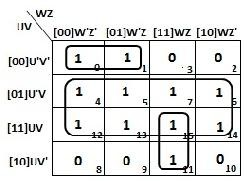 WZ
UV
[00]W'Z' [01]W'Z [11]WZ [10]WZ'
[00]U'V' 1 0 1 1 0 3 0 2
[01]U'V 1 4 1 5 1 7 1 6
[11]UV 1 12 1 13 1 15 1 14
[10]UV' 0 8 0 9 1 11 0 10